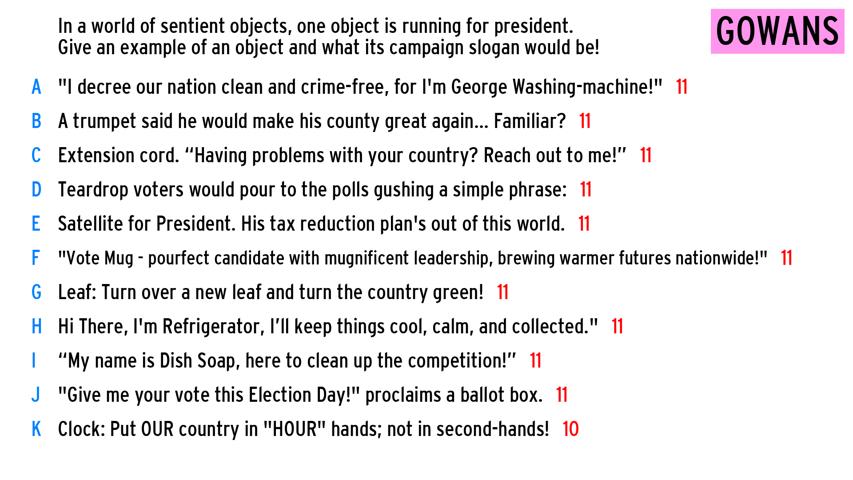 In a world of sentient objects, one object is running for president.
Give an example of an object and what its campaign slogan would be!
GOWANS
A "I decree our nation clean and crime-free, for I'm George Washing-machine!" 11
B A trumpet said he would make his county great again... Familiar? 11
C Extension cord. “Having problems with your country? Reach out to me!” 11
D Teardrop voters would pour to the polls gushing a simple phrase: 11
E Satellite for President. His tax reduction plan's out of this world. 11
F "Vote Mug - pourfect candidate with mugnificent leadership, brewing warmer futures nationwide!" 11
G Leaf: Turn over a new leaf and turn the country green! 11
H Hi There, I'm Refrigerator, I’ll keep things cool, calm, and collected." 11
I “My name is Dish Soap, here to clean up the competition!” 11
J "Give me your vote this Election Day!" proclaims a ballot box. 11
K Clock: Put OUR country in "HOUR" hands; not in second-hands! 10